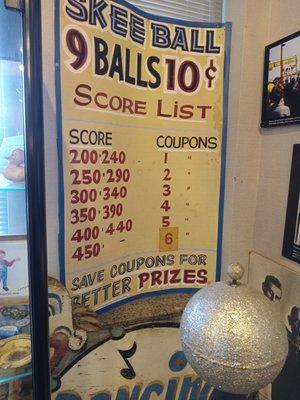 SKEE BALL
9 BALLS 10¢
SCORE LIST
SCORE COUPONS
200·240 1 "
250·290 2 "
300·340 3 "
350·390 4 "
400·440 5 "
450· 6 "
SAVE COUPONS FOR
BETTER PRIZES
DANCING